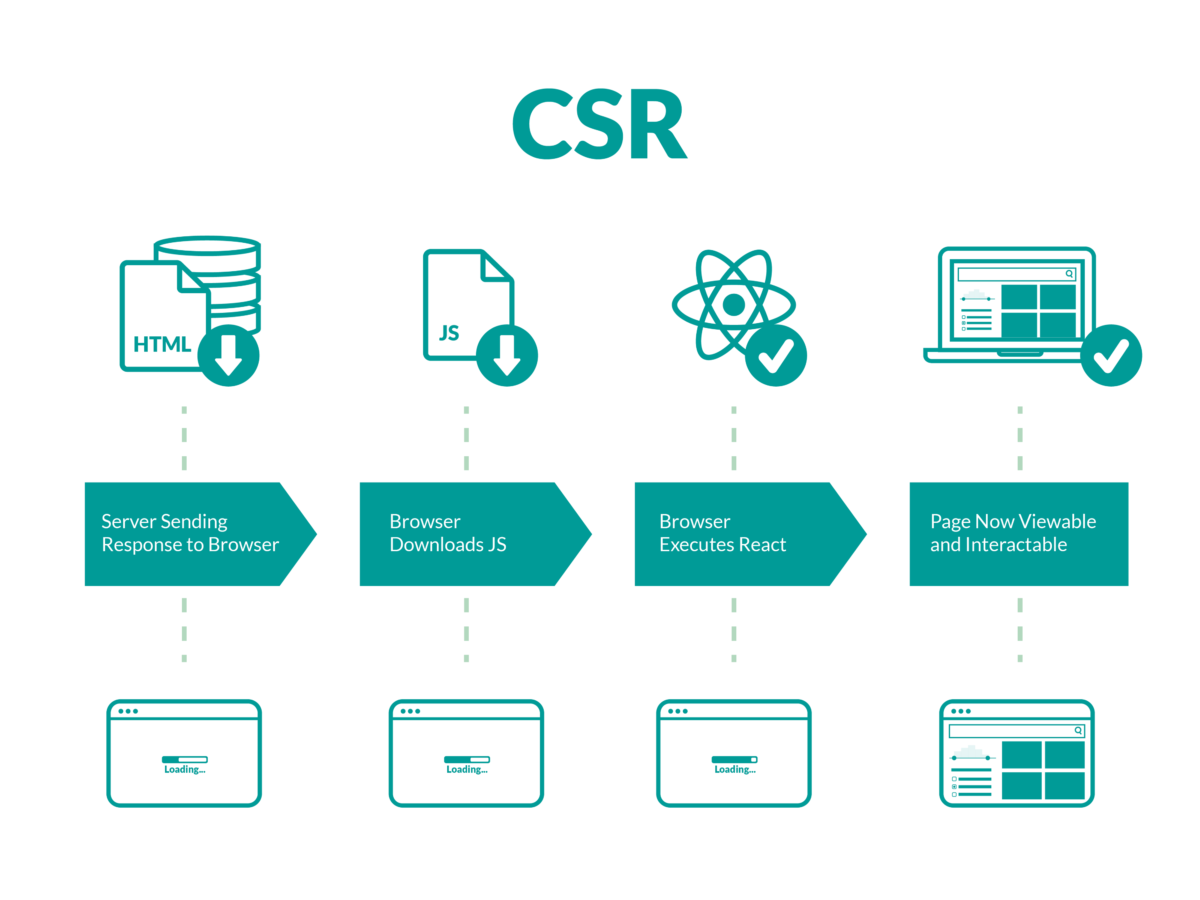 CSR
HTML
JS
Server Sending
Response to Browser
Browser
Downloads JS
Browser
Executes React
Page Now Viewable
and Interactable
Loading...
Loading...
Loading...